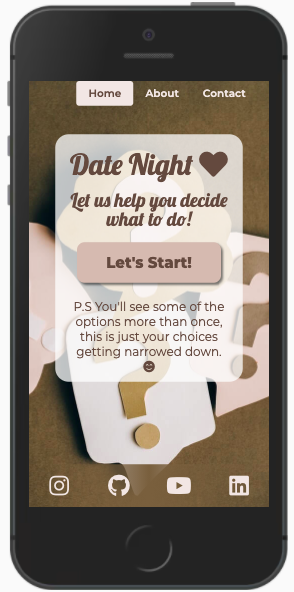 Home About Contact
Date Night
Let us help you decide
what to do!
Let's Start!
P.S You'll see some of the
options more than once,
this is just your choices
getting narrowed down.